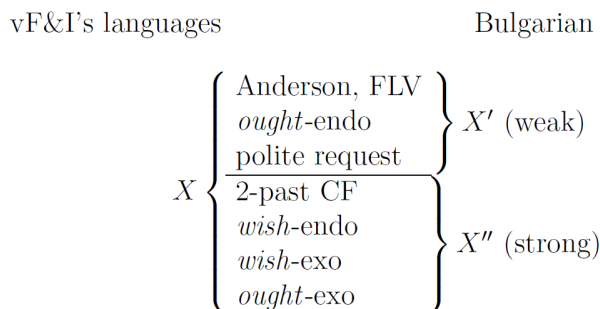 vF&I's languages Bulgarian
Anderson, FLV
ought-endo
X′ (weak)
polite request
X
2-past CF
wish-endo
X″ (strong)
wish-exo
ought-exo